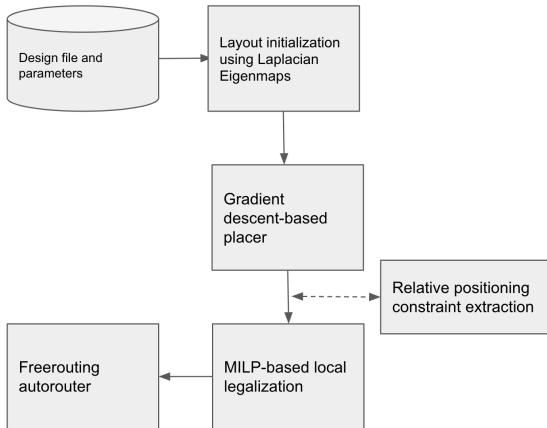 Design file and
parameters
Layout initialization
using Laplacian
Eigenmaps
Gradient
descent-based
placer
Relative positioning
constraint extraction
Freerouting
autorouter
MILP-based local
legalization